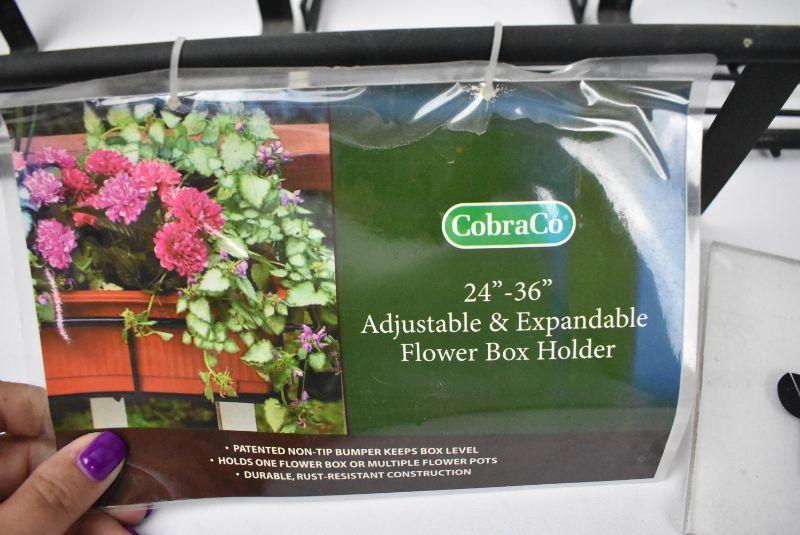 CobraCo®
24”-36”
Adjustable & Expandable
Flower Box Holder
• PATENTED NON-TIP BUMPER KEEPS BOX LEVEL
• HOLDS ONE FLOWER BOX OR MULTIPLE FLOWER POTS
• DURABLE, RUST-RESISTANT CONSTRUCTION